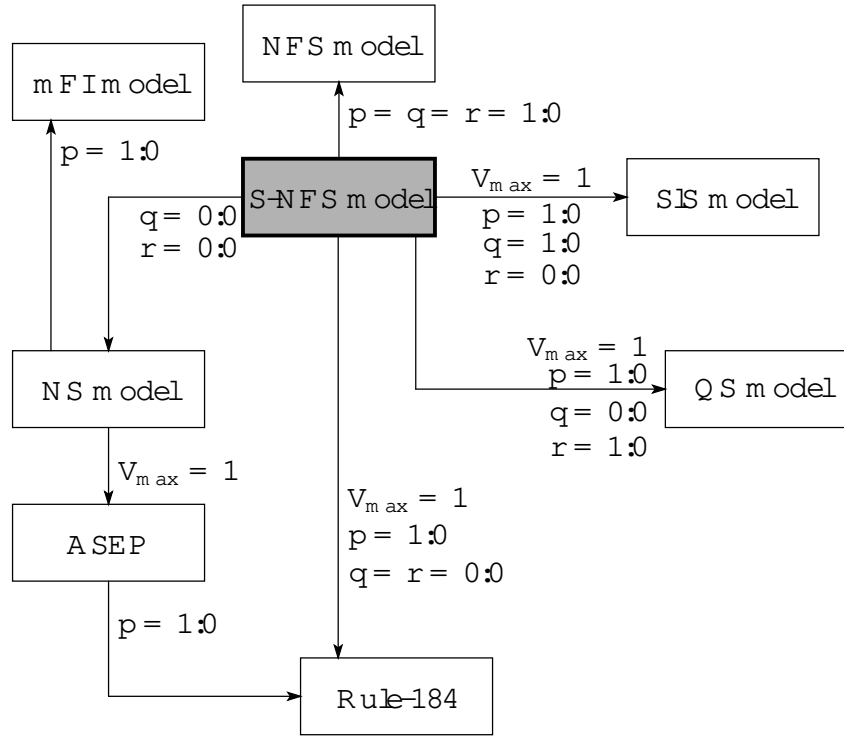 NFS model
mFI model
p = q = r = 1:0
p = 1:0
S-NFS model
Vmax = 1
p = 1:0
q = 1:0
r = 0:0
SlS model
q = 0:0
r = 0:0
Vmax = 1
p = 1:0
q = 0:0
r = 1:0
QS model
NS model
Vmax = 1
Vmax = 1
p = 1:0
q = r = 0:0
ASEP
p = 1:0
Rule-184